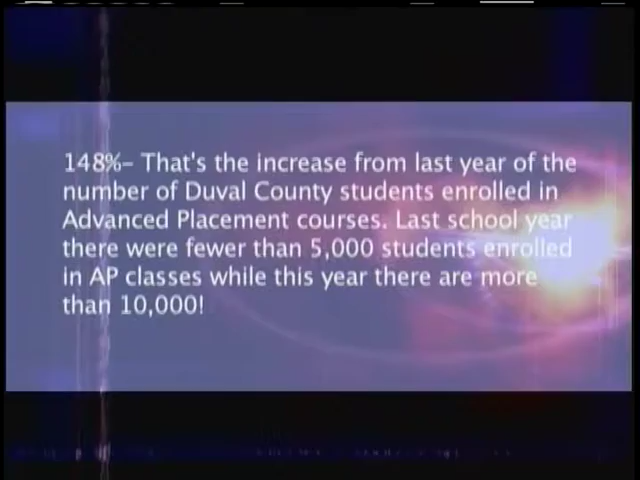 148%– That's the increase from last year of the
number of Duval County students enrolled in
Advanced Placement courses. Last school year
there were fewer than 5,000 students enrolled
in AP classes while this year there are more
than 10,000!